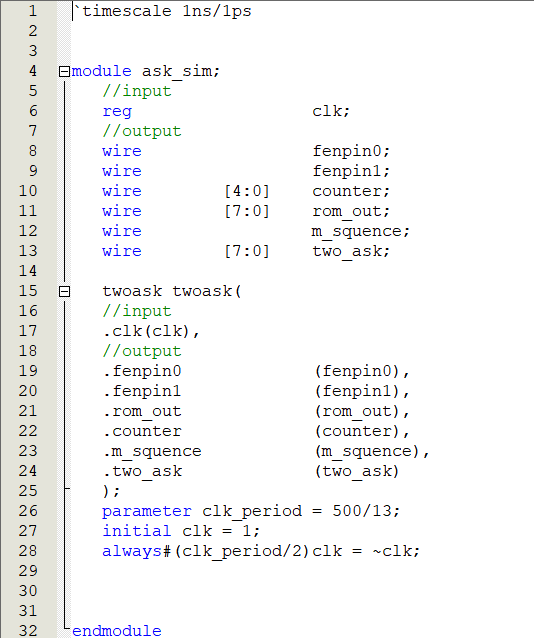 1 `timescale 1ns/1ps
2
3
4 module ask_sim;
5 //input
6 reg clk;
7 //output
8 wire fenpin0;
9 wire fenpin1;
10 wire [4:0] counter;
11 wire [7:0] rom_out;
12 wire m_squence;
13 wire [7:0] two_ask;
14
15 twoask twoask(
16 //input
17 .clk(clk),
18 //output
19 .fenpin0 (fenpin0),
20 .fenpin1 (fenpin1),
21 .rom_out (rom_out),
22 .counter (counter),
23 .m_squence (m_squence),
24 .two_ask (two_ask)
25 );
26 parameter clk_period = 500/13;
27 initial clk = 1;
28 always#(clk_period/2)clk = ~clk;
29
30
31
32 endmodule